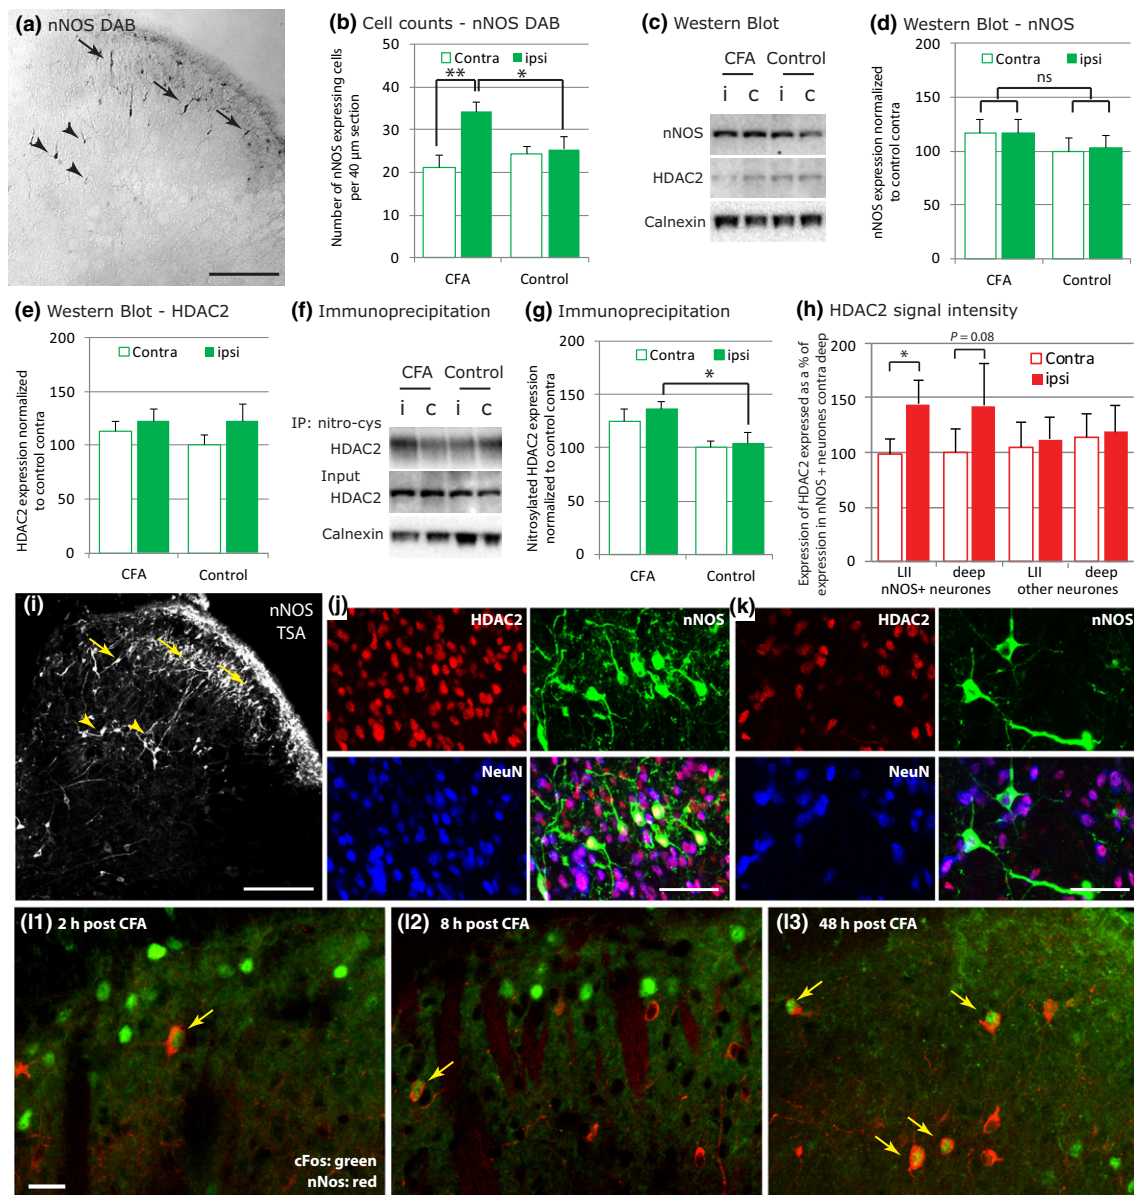 (a) nNOS DAB
(b) Cell counts - nNOS DAB
Number of nNOS expressing cells
per 40 µm section
50
40
30
20
10
0
Contra
ipsi
**
*
CFA
Control
(c) Western Blot
CFA Control
i c i c
nNOS
HDAC2
Calnexin
(d) Western Blot - nNOS
nNOS expression normalized
to control contra
200
150
100
50
0
Contra
ipsi
ns
CFA
Control
(e) Western Blot - HDAC2
HDAC2 expression normalized
to control contra
200
150
100
50
0
Contra
ipsi
CFA
Control
(f) Immunoprecipitation
CFA Control
i c i c
IP: nitro-cys
HDAC2
Input
HDAC2
Calnexin
(g) Immunoprecipitation
Nitrosylated HDAC2 expression
normalized to control contra
200
150
100
50
0
Contra
ipsi
*
CFA
Control
(h) HDAC2 signal intensity
Expression of HDAC2 expressed as a % of
expression in nNOS + neurones contra deep
200
150
100
50
0
*
P = 0.08
Contra
ipsi
LII deep LII deep
nNOS+ neurones other neurones
(i) nNOS
TSA
(j) HDAC2
nNOS
NeuN
(k) HDAC2
nNOS
NeuN
(l1) 2 h post CFA
cFos: green
nNos: red
(l2) 8 h post CFA
(l3) 48 h post CFA